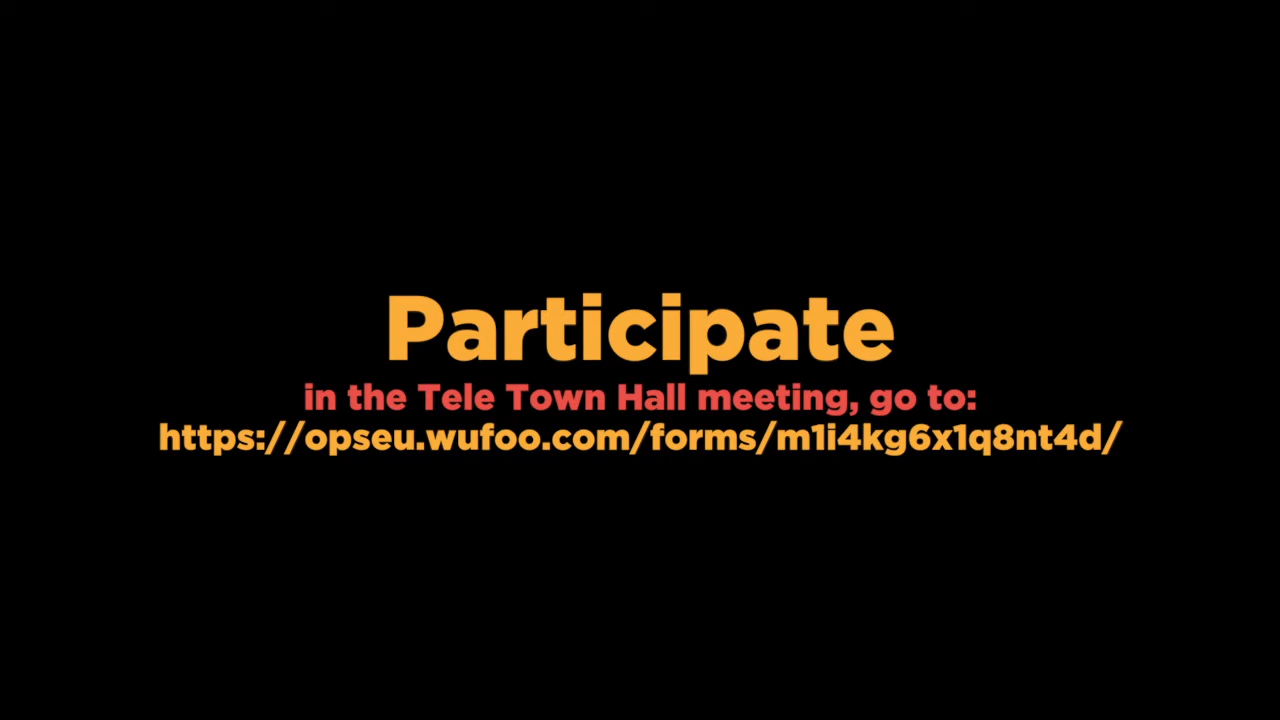 Participate
in the Tele Town Hall meeting, go to:
https://opseu.wufoo.com/forms/m1i4kg6x1q8nt4d/